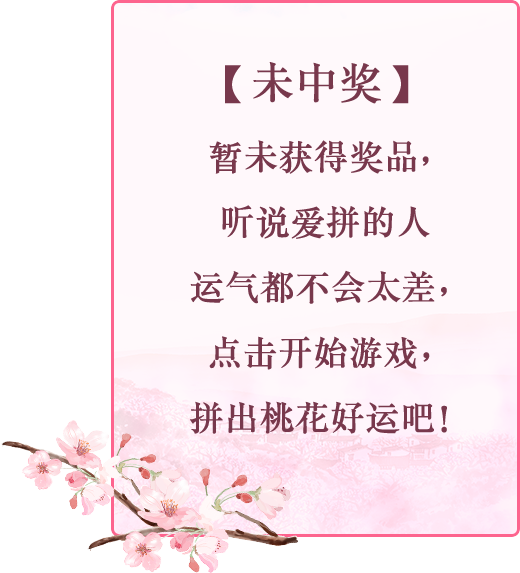 【未中奖】
暂未获得奖品，
听说爱拼的人
运气都不会太差，
点击开始游戏，
拼出桃花好运吧！